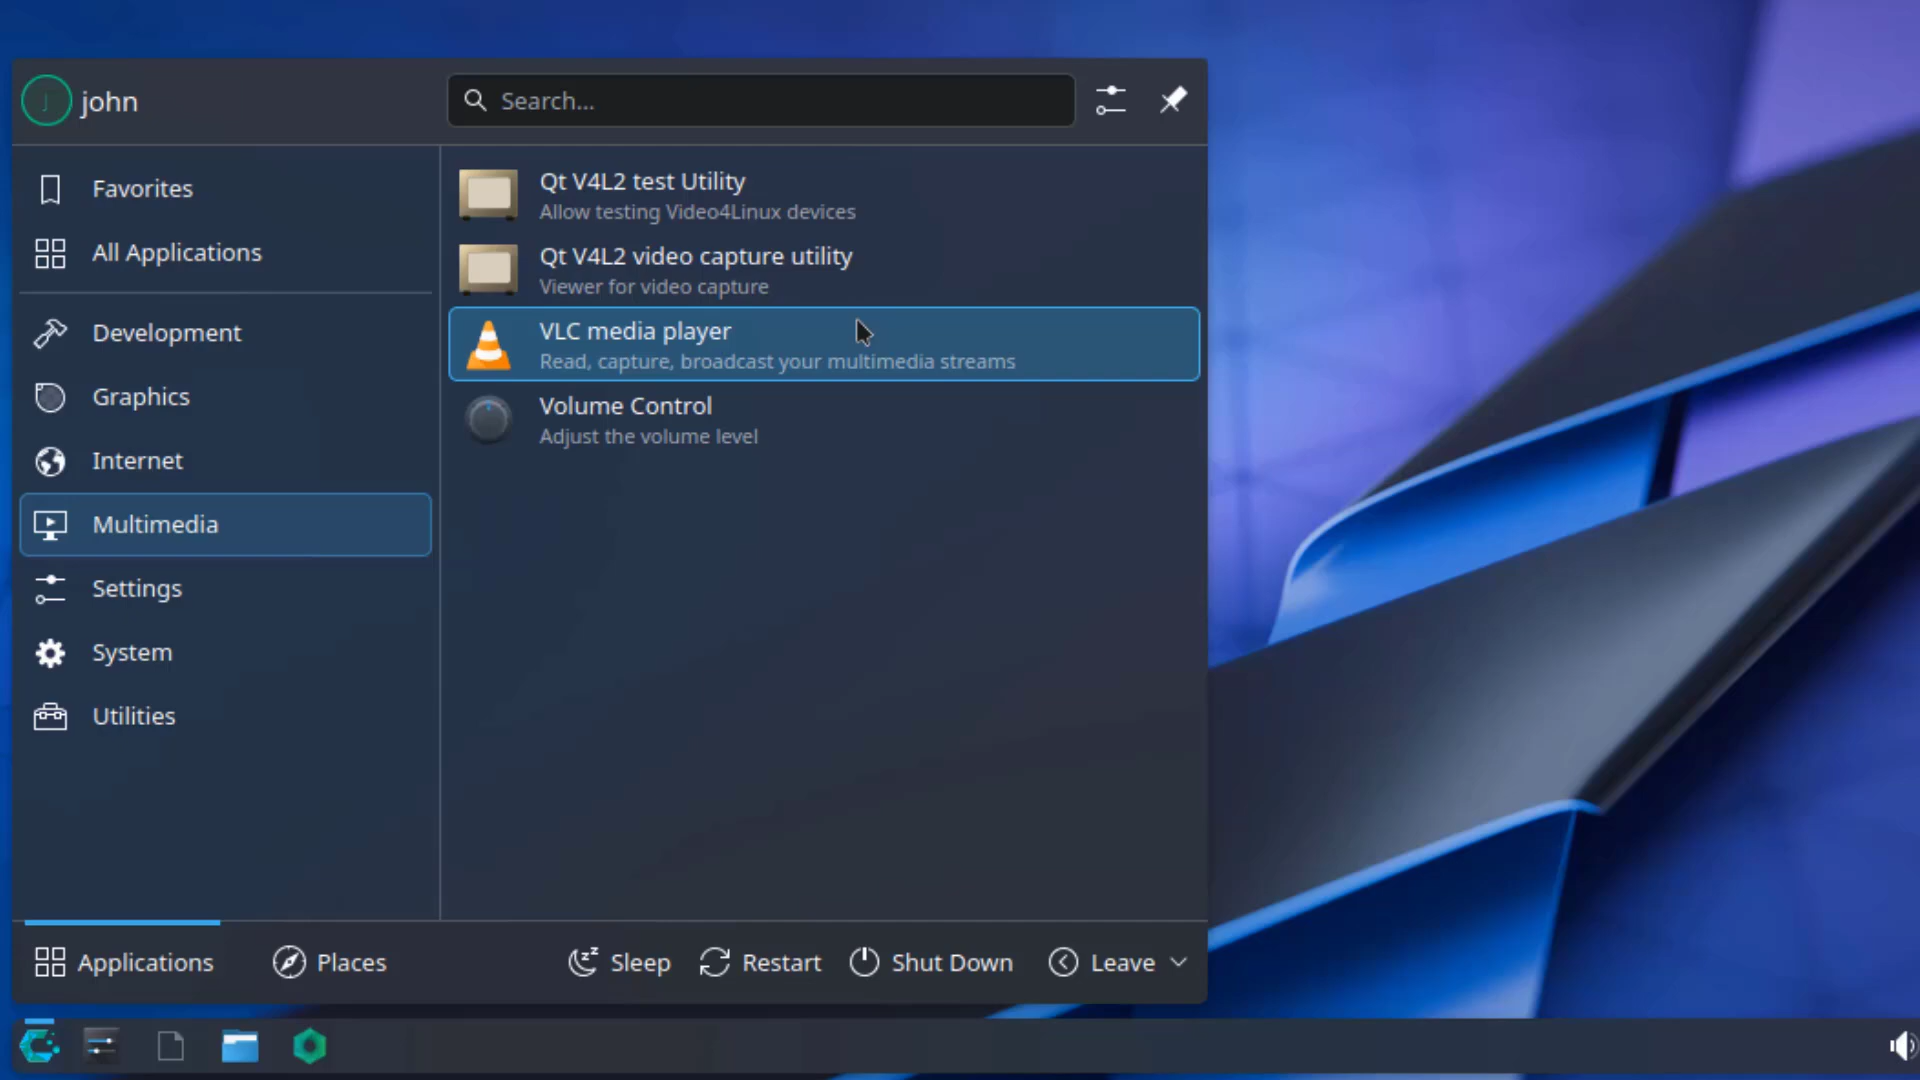 john
Search...
Favorites
All Applications
Development
Graphics
Internet
Multimedia
Settings
System
Utilities
Qt V4L2 test Utility
Allow testing Video4Linux devices
Qt V4L2 video capture utility
Viewer for video capture
VLC media player
Read, capture, broadcast your multimedia streams
Volume Control
Adjust the volume level
Applications
Places
Sleep
Restart
Shut Down
Leave